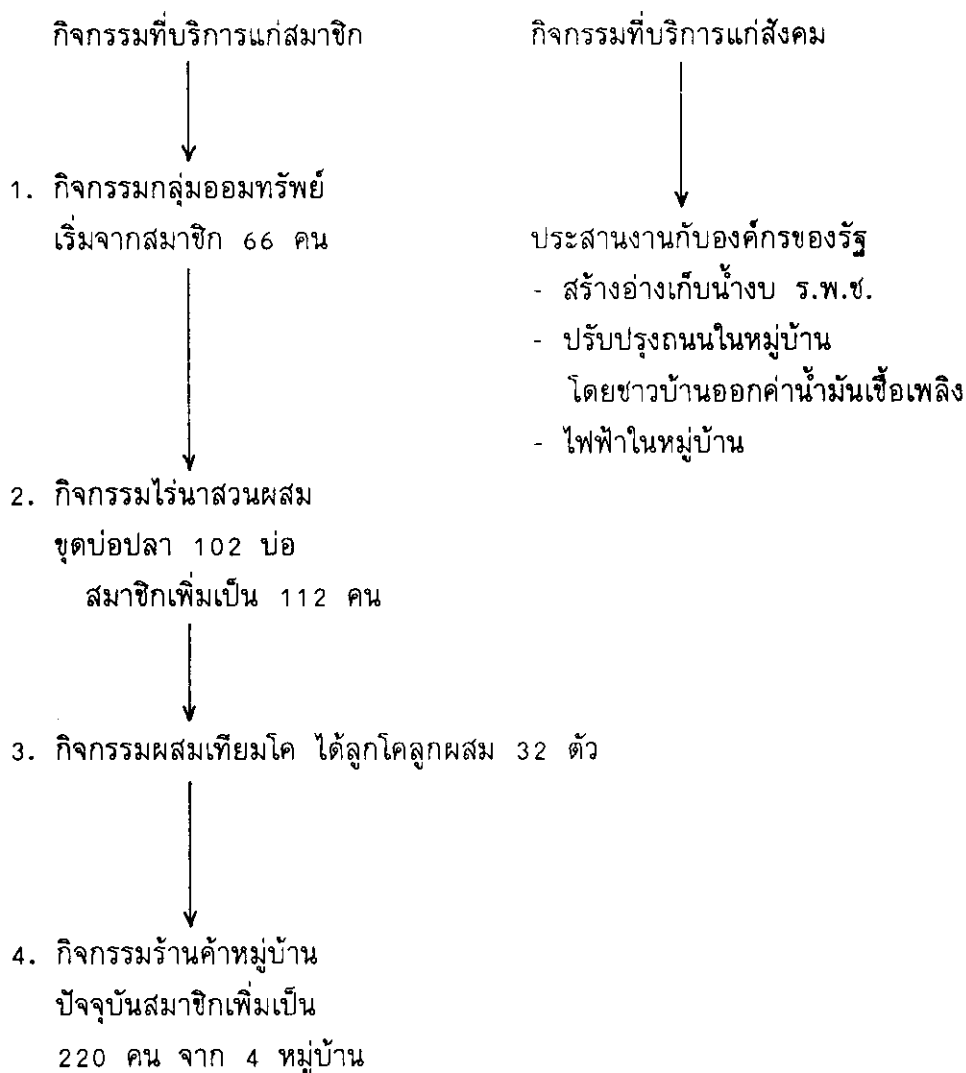 กิจกรรมที่บริการแก่สมาชิก
1. กิจกรรมกลุ่มออมทรัพย์
เริ่มจากสมาชิก 66 คน
2. กิจกรรมไร่นาสวนผสม
ขุดบ่อปลา 102 บ่อ
สมาชิกเพิ่มเป็น 112 คน
3. กิจกรรมผสมเทียมโค ได้ลูกโคลูกผสม 32 ตัว
4. กิจกรรมร้านค้าหมู่บ้าน
ปัจจุบันสมาชิกเพิ่มเป็น
220 คน จาก 4 หมู่บ้าน
กิจกรรมที่บริการแก่สังคม
ประสานงานกับองค์กรของรัฐ
- สร้างอ่างเก็บน้ำงบ ร.พ.ช.
- ปรับปรุงถนนในหมู่บ้าน
โดยชาวบ้านออกค่าน้ำมันเชื้อเพลิง
- ไฟฟ้าในหมู่บ้าน